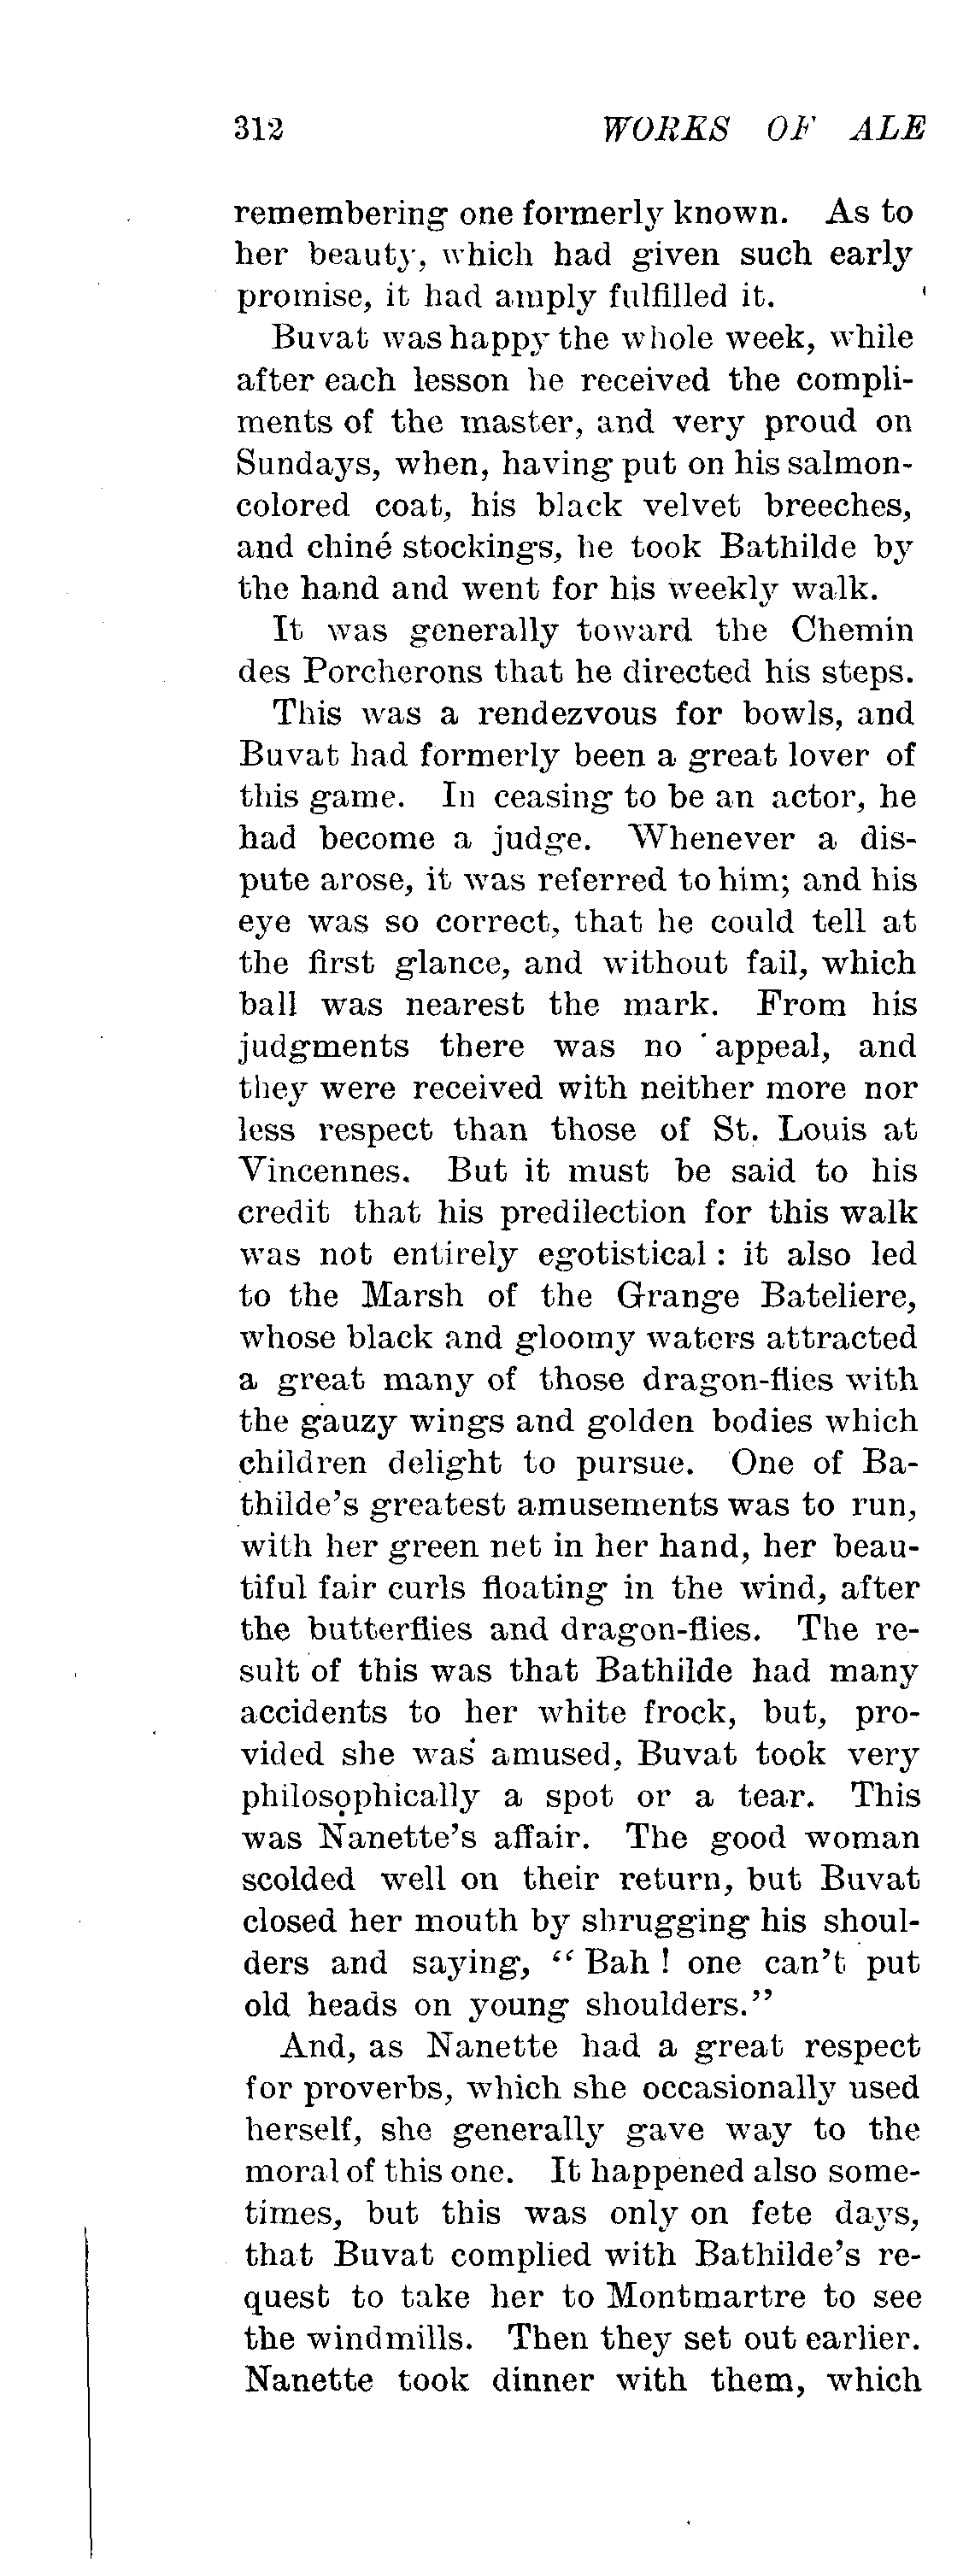 312 WORKS OF ALE
remembering one formerly known. As to
her beauty, which had given such early
promise, it had amply fulfilled it.
Buvat was happy the whole week, while
after each lesson he received the compli-
ments of the master, and very proud on
Sundays, when, having put on his salmon-
colored coat, his black velvet breeches,
and chiné stockings, he took Bathilde by
the hand and went for his weekly walk.
It was generally toward the Chemin
des Porcherons that he directed his steps.
This was a rendezvous for bowls, and
Buvat had formerly been a great lover of
this game. In ceasing to be an actor, he
had become a judge. Whenever a dis-
pute arose, it was referred to him; and his
eye was so correct, that he could tell at
the first glance, and without fail, which
ball was nearest the mark. From his
judgments there was no appeal, and
they were received with neither more nor
less respect than those of St. Louis at
Vincennes. But it must be said to his
credit that his predilection for this walk
was not entirely egotistical: it also led
to the Marsh of the Grange Bateliere,
whose black and gloomy waters attracted
a great many of those dragon-flies with
the gauzy wings and golden bodies which
children delight to pursue. One of Ba-
thilde's greatest amusements was to run,
with her green net in her hand, her beau-
tiful fair curls floating in the wind, after
the butterflies and dragon-flies. The re-
sult of this was that Bathilde had many
accidents to her white frock, but, pro-
vided she was amused, Buvat took very
philosophically a spot or a tear. This
was Nanette's affair. The good woman
scolded well on their return, but Buvat
closed her mouth by shrugging his shoul-
ders and saying, "Bah! one can't put
old heads on young shoulders."
And, as Nanette had a great respect
for proverbs, which she occasionally used
herself, she generally gave way to the
moral of this one. It happened also some-
times, but this was only on fete days,
that Buvat complied with Bathilde's re-
quest to take her to Montmartre to see
the windmills. Then they set out earlier.
Nanette took dinner with them, which